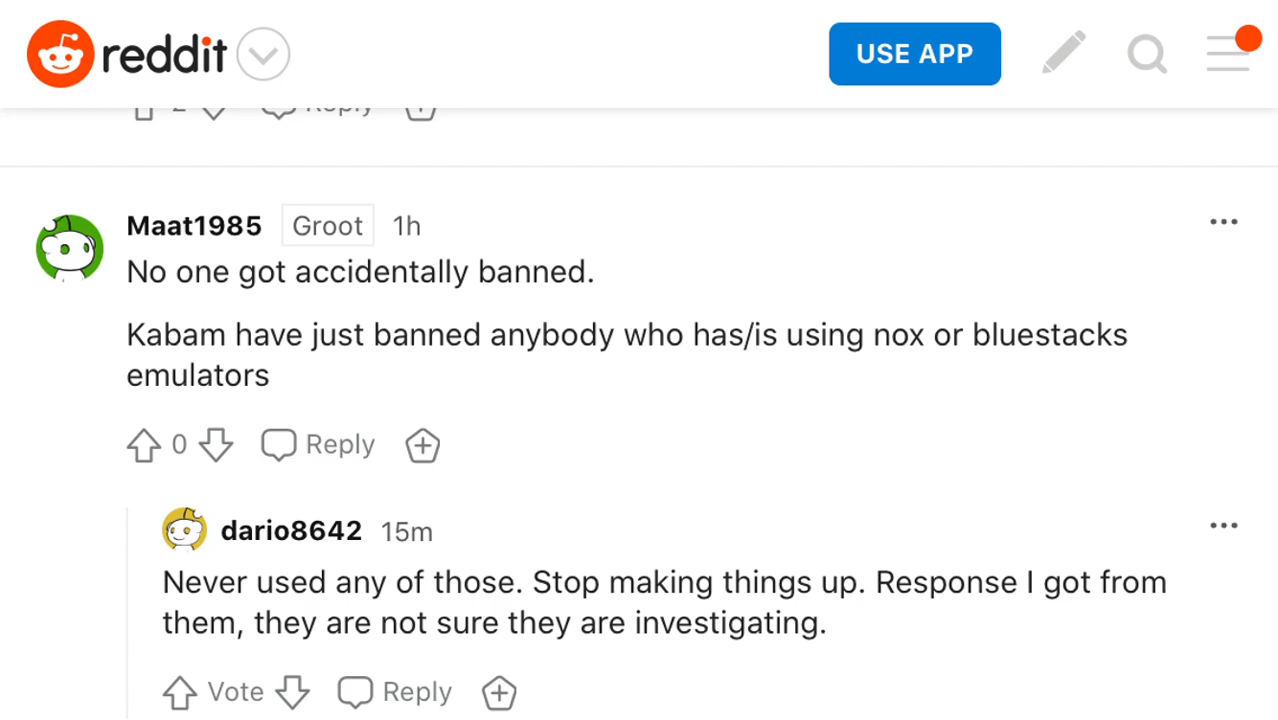 reddit
USE APP
2 Reply
Maat1985 Groot 1h
No one got accidentally banned.
Kabam have just banned anybody who has/is using nox or bluestacks
emulators
0 Reply
dario8642 15m
Never used any of those. Stop making things up. Response I got from
them, they are not sure they are investigating.
Vote Reply